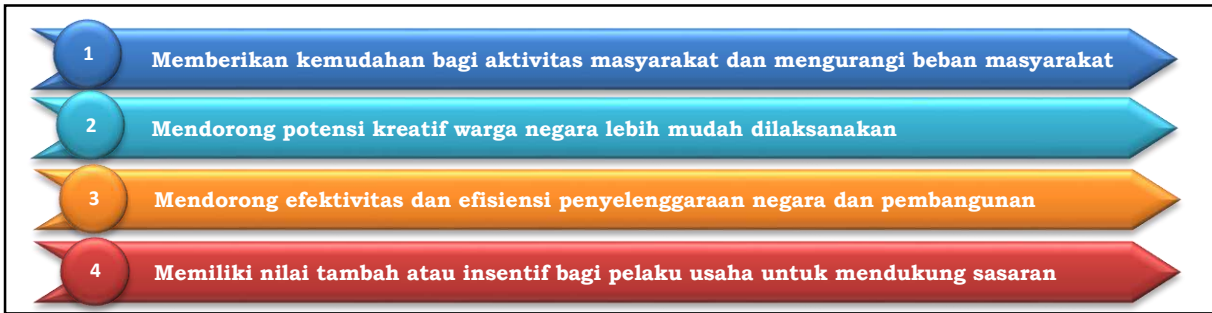 1 Memberikan kemudahan bagi aktivitas masyarakat dan mengurangi beban masyarakat
2 Mendorong potensi kreatif warga negara lebih mudah dilaksanakan
3 Mendorong efektivitas dan efisiensi penyelenggaraan negara dan pembangunan
4 Memiliki nilai tambah atau insentif bagi pelaku usaha untuk mendukung sasaran